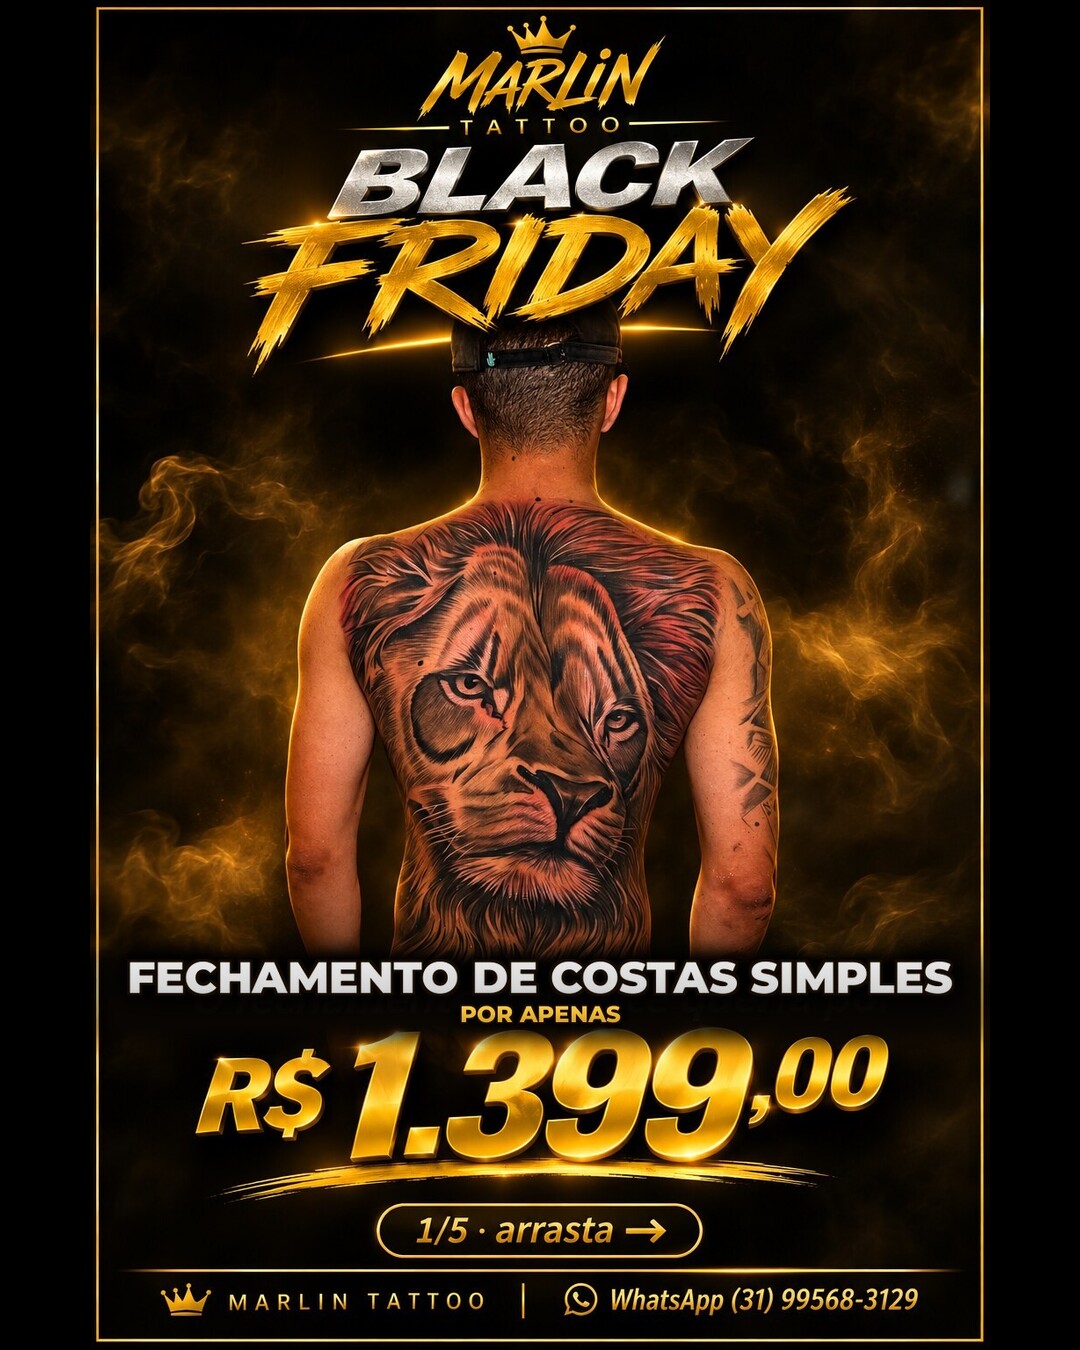 MARLIN
TATTOO
BLACK
FRIDAY
FECHAMENTO DE COSTAS SIMPLES
POR APENAS
R$ 1.399,00
1/5 · arrasta →
MARLIN TATTOO | WhatsApp (31) 99568-3129